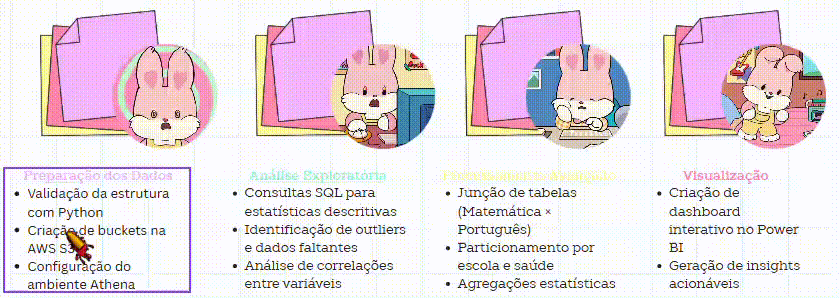 Preparação dos Dados
• Validação da estrutura
com Python
• Criação de buckets na
AWS S3
• Configuração do
ambiente Athena
Análise Exploratória
• Consultas SQL para
estatísticas descritivas
• Identificação de outliers
e dados faltantes
• Análise de correlações
entre variáveis
• Junção de tabelas
(Matemática ×
Português)
• Particionamento por
escola e saúde
• Agregações estatísticas
Visualização
• Criação de
dashboard
interativo no Power
BI
• Geração de insights
acionáveis